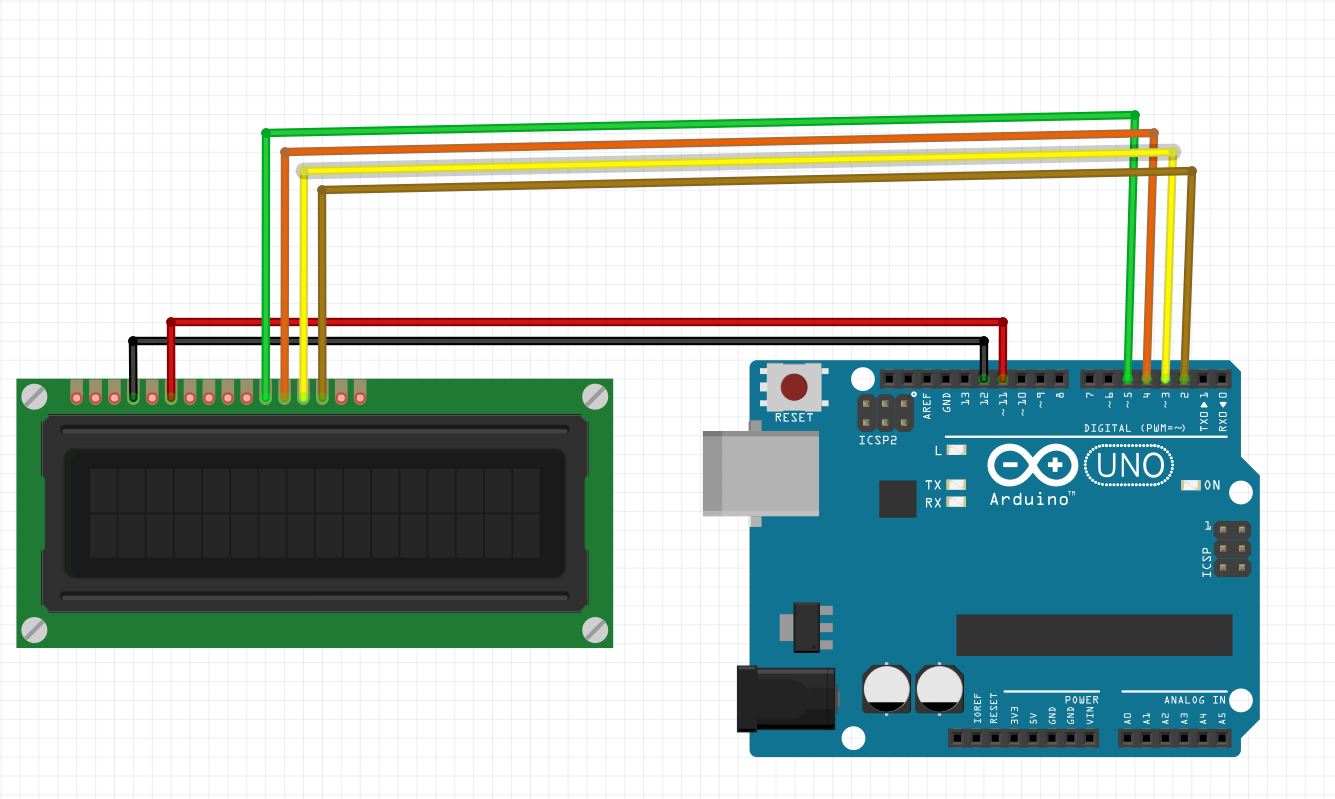 RESET
ICSP2
AREF
GND
13
12
~11
~10
~9
8
7
~6
~5
4
~3
2
TX0▶1
RX0◀0
DIGITAL (PWM=~)
L
TX
RX
Arduino™
UNO
ON
1
ICSP
IOREF
RESET
3V3
5V
GND
GND
VIN
POWER
ANALOG IN
A0
A1
A2
A3
A4
A5